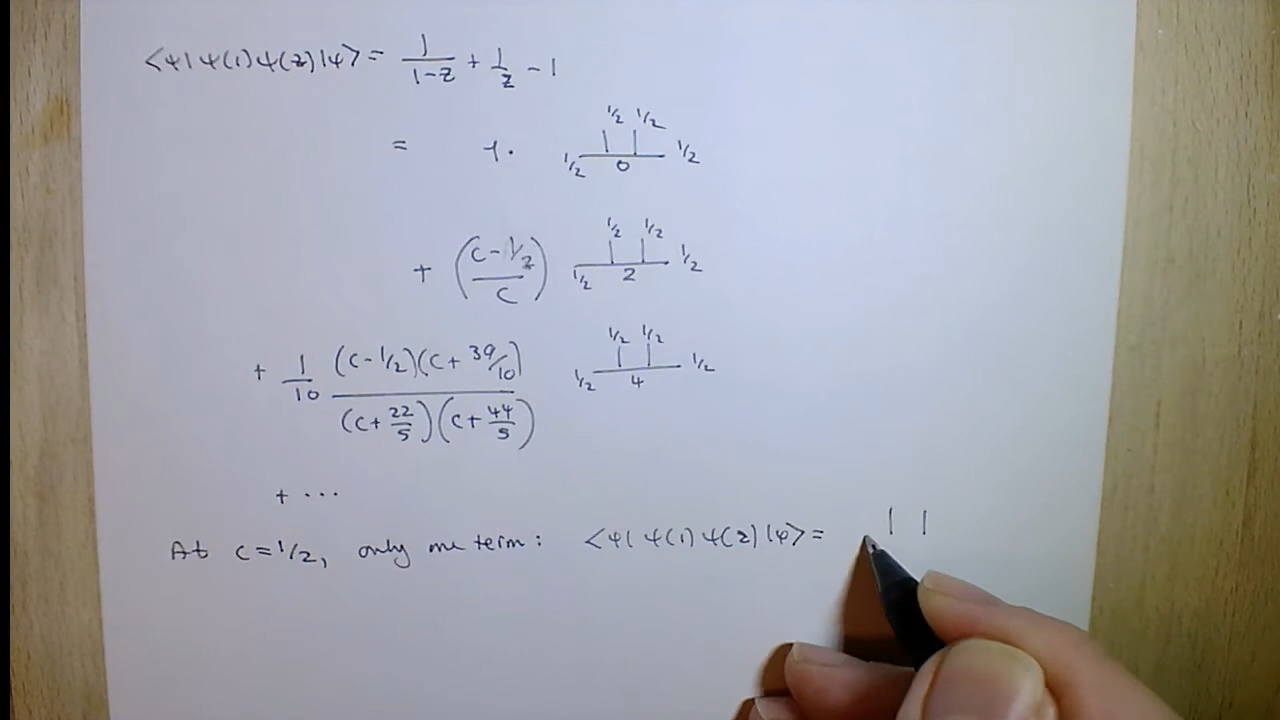 <ψ|ψ(1)ψ(z)|ψ> = 1/(1-z) + 1/z - 1
= 1. 1/2 1/2 1/2 0 1/2
+ ((c-1/2)/c) 1/2 1/2 1/2 2 1/2
+ 1/10 (c-1/2)(c+39/10)/((c+22/5)(c+44/5)) 1/2 1/2 1/2 4 1/2
+ ...
At c=1/2, only one term: <ψ|ψ(1)ψ(z)|ψ> =